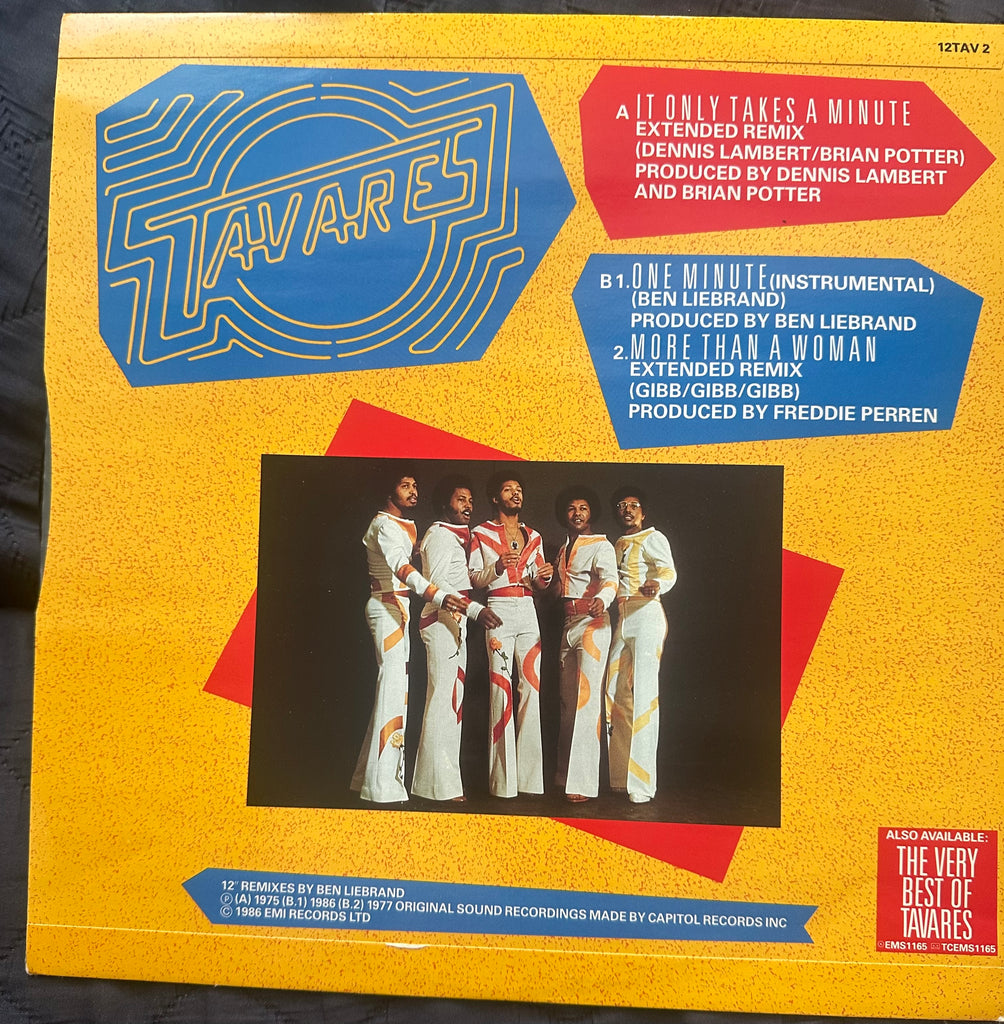 12TAV 2
TAVARES
A IT ONLY TAKES A MINUTE
EXTENDED REMIX
(DENNIS LAMBERT/BRIAN POTTER)
PRODUCED BY DENNIS LAMBERT
AND BRIAN POTTER
B 1. ONE MINUTE (INSTRUMENTAL)
(BEN LIEBRAND)
PRODUCED BY BEN LIEBRAND
2. MORE THAN A WOMAN
EXTENDED REMIX
(GIBB/GIBB/GIBB)
PRODUCED BY FREDDIE PERREN
12" REMIXES BY BEN LIEBRAND
Ⓟ (A) 1975 (B.1) 1986 (B.2) 1977 ORIGINAL SOUND RECORDINGS MADE BY CAPITOL RECORDS INC
© 1986 EMI RECORDS LTD
ALSO AVAILABLE:
THE VERY
BEST OF
TAVARES
EMS1165 TCEMS1165